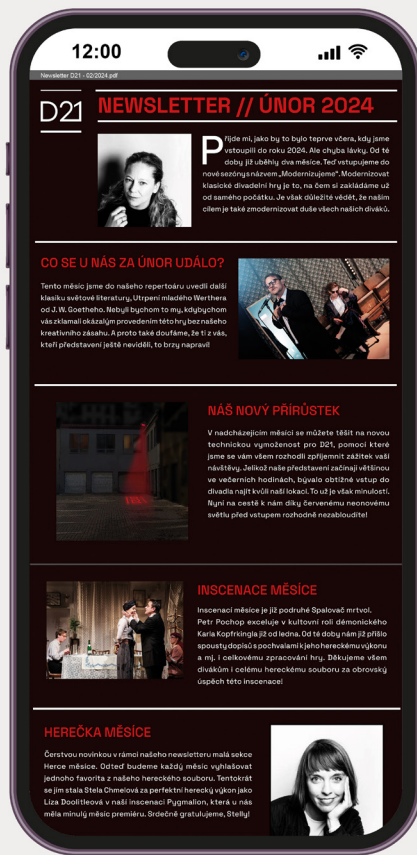 12:00
Newsletter D21 - 02/2024.pdf
D21
NEWSLETTER // ÚNOR 2024
Přijde mi, jako by to bylo teprve včera, kdy jsme
vstoupili do roku 2024. Ale chyba lávky. Od té
doby již uběhly dva měsíce. Teď vstupujeme do
nové sezóny s názvem „Modernizujeme“. Modernizovat
klasické divadelní hry je to, na čem si zakládáme už
od samého počátku. Je však důležité vědět, že naším
cílem je také zmodernizovat duše všech našich diváků.
CO SE U NÁS ZA ÚNOR UDÁLO?
Tento měsíc jsme do našeho repertoáru uvedli další
klasiku světové literatury, Utrpení mladého Werthera
od J. W. Goetheho. Nebyli bychom to my, kdybychom
vás zklamali okázalým provedením této hry bez našeho
kreativního zásahu. A proto také doufáme, že ti z vás,
kteří představení ještě neviděli, to brzy napraví!
NÁŠ NOVÝ PŘÍRŮSTEK
V nadcházejícím měsíci se můžete těšit na novou
technickou vymoženost pro D21, pomocí které
jsme se vám všem rozhodli zpříjemnit zážitek vaší
návštěvy. Jelikož naše představení začínají většinou
ve večerních hodinách, bývalo obtížné vstup do
divadla najít kvůli naší lokaci. To už je však minulostí.
Nyní na cestě k nám díky červenému neonovému
světlu před vstupem rozhodně nezabloudíte!
INSCENACE MĚSÍCE
Inscenací měsíce je již podruhé Spalovač mrtvol.
Petr Pochop exceluje v kultovní roli démonického
Karla Kopfrkingla již od ledna. Od té doby nám již přišlo
spousty dopisů s pochvalami k jeho hereckému výkonu
a mj. i celkovému zpracování hry. Děkujeme všem
divákům i celému hereckému souboru za obrovský
úspěch této inscenace!
HEREČKA MĚSÍCE
Čerstvou novinkou v rámci našeho newsletteru malá sekce
Herce měsíce. Odteď budeme každý měsíc vyhlašovat
jednoho favorita z našeho hereckého souboru. Tentokrát
se jím stala Stela Chmelová za perfektní herecký výkon jako
Líza Doolitleová v naší inscenaci Pygmalion, která u nás
měla minulý měsíc premiéru. Srdečně gratulujeme, Stelly!